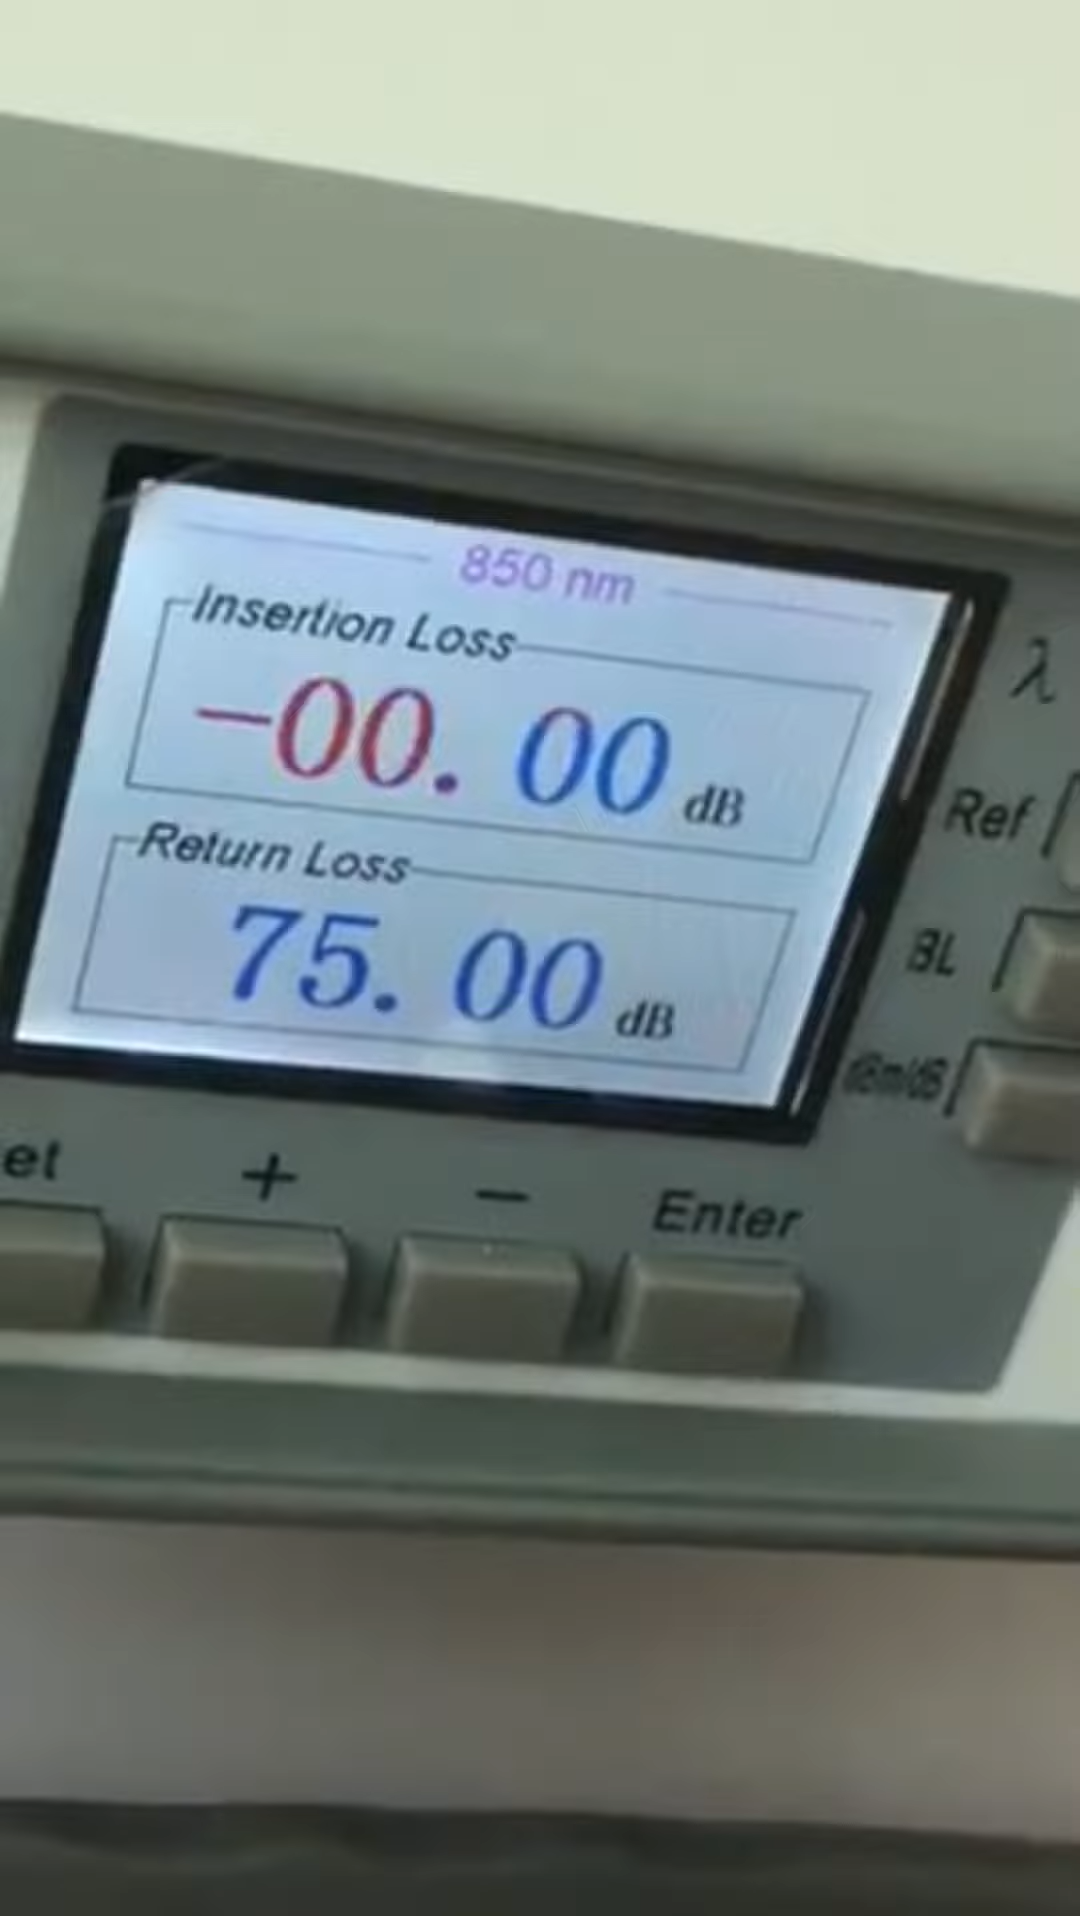 850 nm
Insertion Loss
-00. 00 dB
Return Loss
75. 00 dB
λ
Ref
BL
dBm/dB
et
+
−
Enter